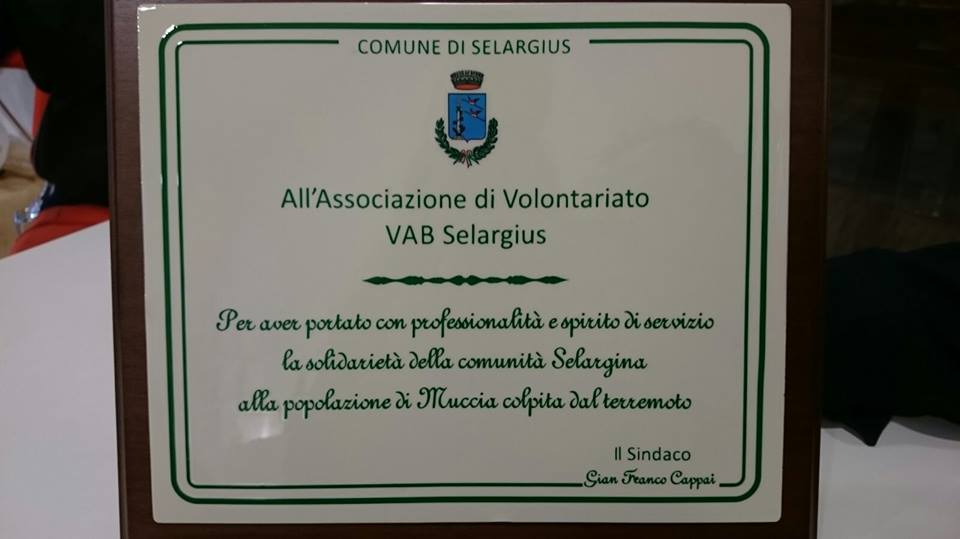 COMUNE DI SELARGIUS
All'Associazione di Volontariato
VAB Selargius
Per aver portato con professionalità e spirito di servizio
la solidarietà della comunità Selargina
alla popolazione di Muccia colpita dal terremoto
Il Sindaco
Gian Franco Cappai